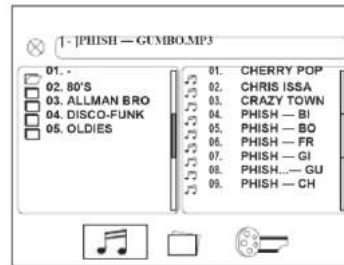 [ - ]PHISH — GUMBO.MP3
01. -
02. 80'S
03. ALLMAN BRO
04. DISCO-FUNK
05. OLDIES
01. CHERRY POP
02. CHRIS ISSA
03. CRAZY TOWN
04. PHISH — BI
05. PHISH — BO
06. PHISH — FR
07. PHISH — GI
08. PHISH...— GU
09. PHISH — CH